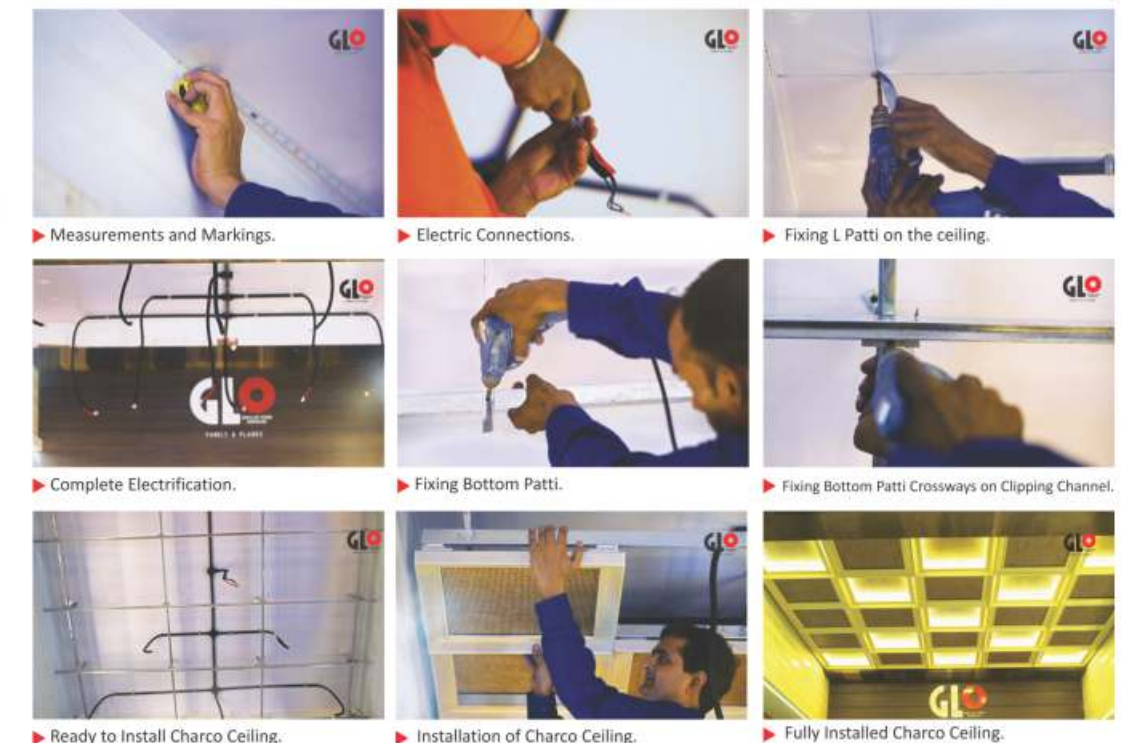 GLO
GLO
GLO
Measurements and Markings.
Electric Connections.
Fixing L Patti on the ceiling.
GLO
GLO
PANELS & PLANKS
GLO
Complete Electrification.
Fixing Bottom Patti.
Fixing Bottom Patti Crossways on Clipping Channel.
GLO
GLO
GLO
GLO
Ready to Install Charco Ceiling.
Installation of Charco Ceiling.
Fully Installed Charco Ceiling.